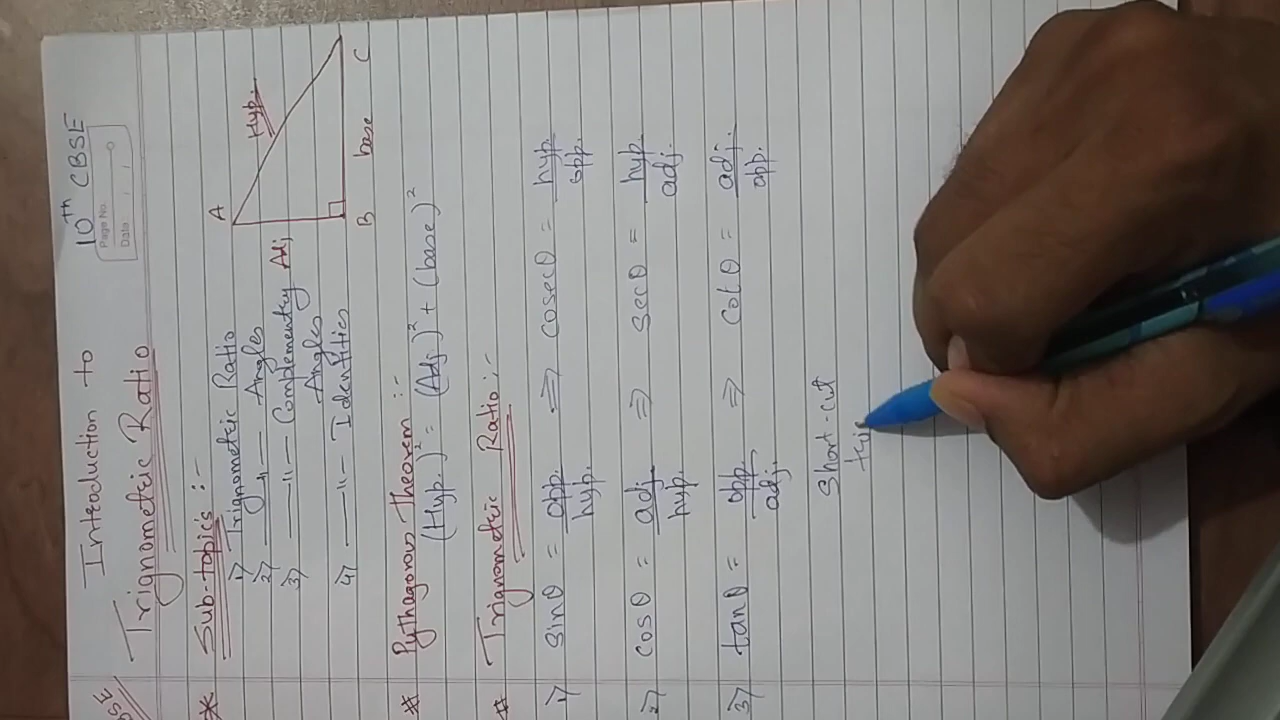 10th CBSE
Page No.
Date / /
Introduction to
Trignometric Ratio
* Sub-topics :-
1) Trignometric Ratio
2) —— 〃 —— Angles
3) —— 〃 —— Complementry
Angles
4) —— 〃 —— Identities
A
Hyp.
Adj
B base C
* Pythagorous Theorem :-
(Hyp.)² = (Adj.)² + (base)²
* Trignometric Ratio :-
1) sinθ = opp. / hyp. ⇒ cosecθ = hyp. / opp.
2) cosθ = adj. / hyp. ⇒ secθ = hyp. / adj.
3) tanθ = opp. / adj. ⇒ cotθ = adj. / opp.
Short-cut